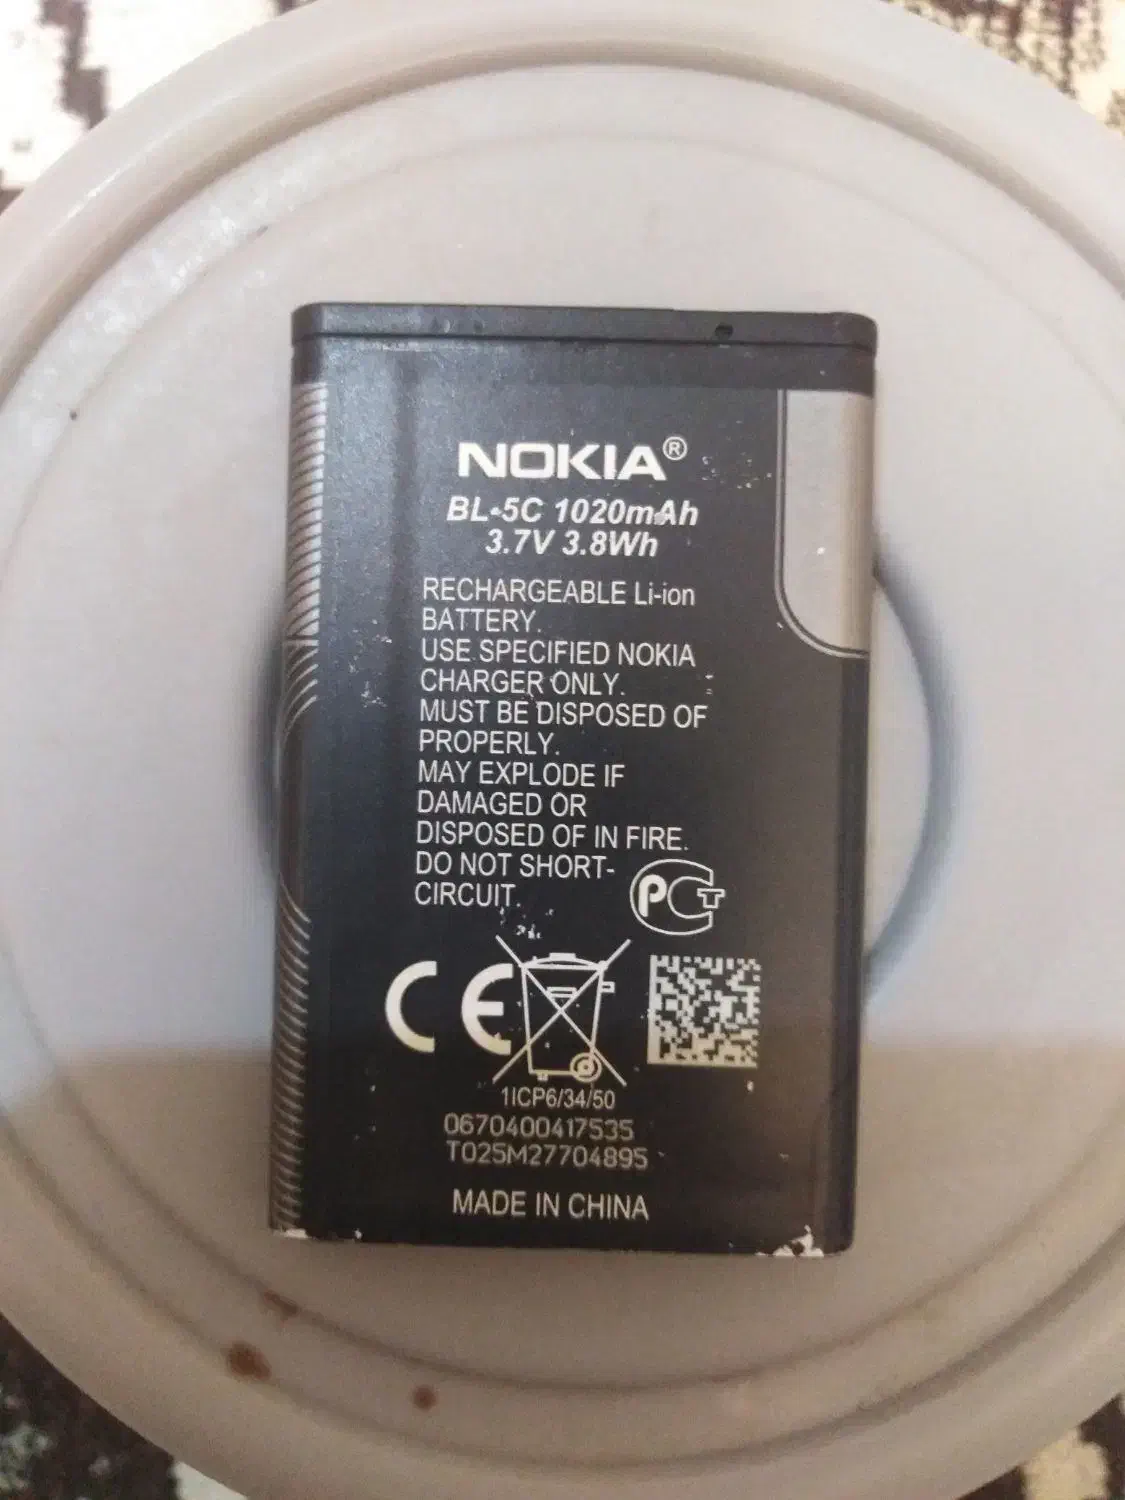 NOKIA®
BL-5C 1020mAh
3.7V 3.8Wh
RECHARGEABLE Li-ion
BATTERY.
USE SPECIFIED NOKIA
CHARGER ONLY.
MUST BE DISPOSED OF
PROPERLY.
MAY EXPLODE IF
DAMAGED OR
DISPOSED OF IN FIRE.
DO NOT SHORT-
CIRCUIT.
РСТ
CE
1ICP6/34/50
0670400417535
T025M27704895
MADE IN CHINA